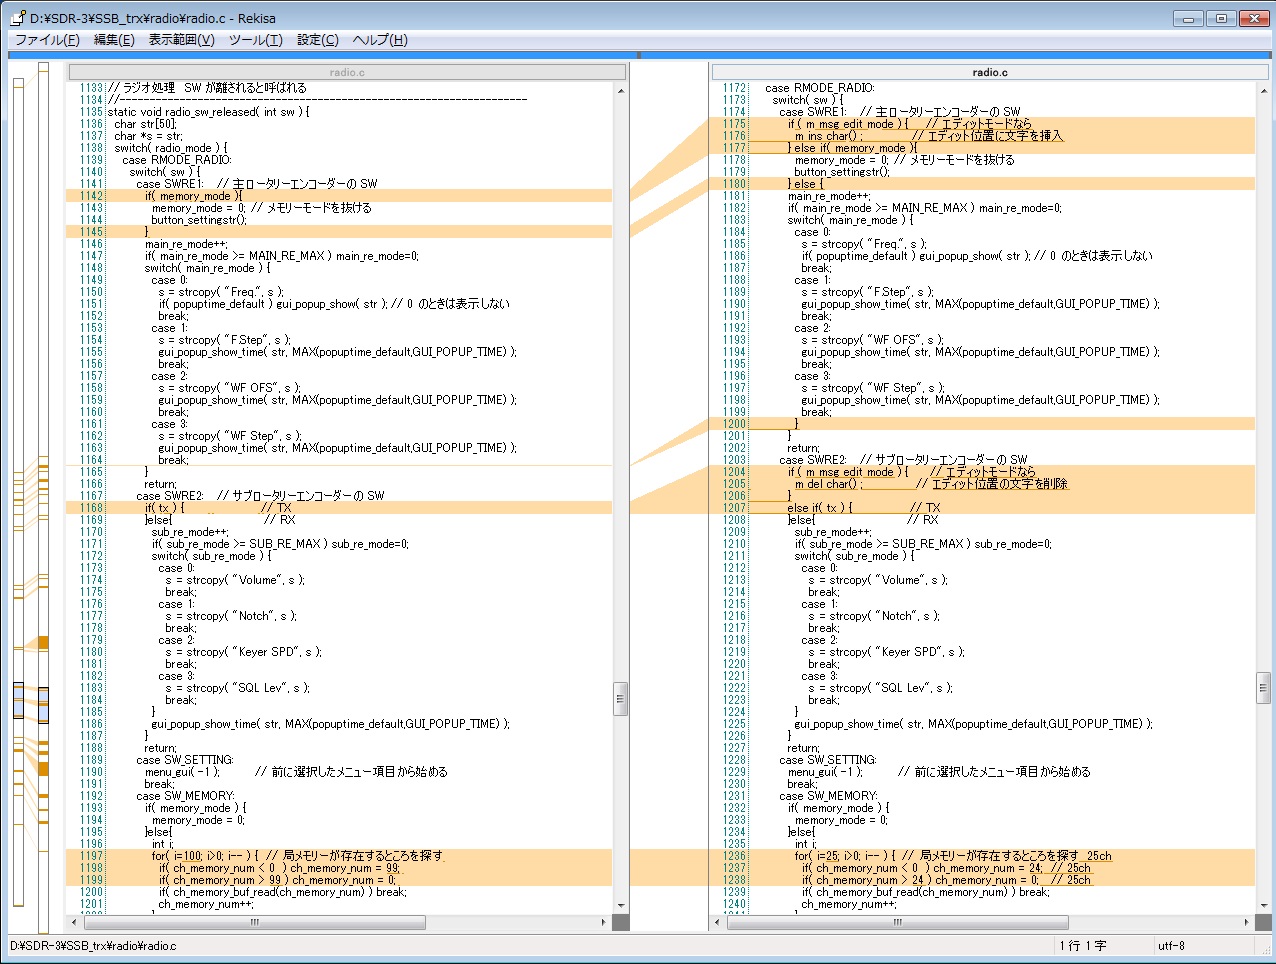 D:¥SDR-3¥SSB_trx¥radio¥radio.c - Rekisa
ファイル(F) 編集(E) 表示範囲(V) ツール(T) 設定(C) ヘルプ(H)
radio.c
1133 // ラジオ処理 SW が離されると呼ばれる
1134 //--------------------------------------------------------------------
1135 static void radio_sw_released( int sw ) {
1136 char str[50];
1137 char *s = str;
1138 switch( radio_mode ) {
1139 case RMODE_RADIO:
1140 switch( sw ) {
1141 case SWRE1: // 主ロータリーエンコーダーの SW
1142 if( memory_mode ){
1143 memory_mode = 0; // メモリーモードを抜ける
1144 button_settingstr();
1145 }
1146 main_re_mode++;
1147 if( main_re_mode >= MAIN_RE_MAX ) main_re_mode=0;
1148 switch( main_re_mode ) {
1149 case 0:
1150 s = strcopy( "Freq.", s );
1151 if( popuptime_default ) gui_popup_show( str ); // 0 のときは表示しない
1152 break;
1153 case 1:
1154 s = strcopy( "F.Step", s );
1155 gui_popup_show_time( str, MAX(popuptime_default,GUI_POPUP_TIME) );
1156 break;
1157 case 2:
1158 s = strcopy( "WF OFS", s );
1159 gui_popup_show_time( str, MAX(popuptime_default,GUI_POPUP_TIME) );
1160 break;
1161 case 3:
1162 s = strcopy( "WF Step", s );
1163 gui_popup_show_time( str, MAX(popuptime_default,GUI_POPUP_TIME) );
1164 break;
1165 }
1166 return;
1167 case SWRE2: // サブロータリーエンコーダーの SW
1168 if( tx ) { // TX
1169 }else{ // RX
1170 sub_re_mode++;
1171 if( sub_re_mode >= SUB_RE_MAX ) sub_re_mode=0;
1172 switch( sub_re_mode ) {
1173 case 0:
1174 s = strcopy( "Volume", s );
1175 break;
1176 case 1:
1177 s = strcopy( "Notch", s );
1178 break;
1179 case 2:
1180 s = strcopy( "Keyer SPD", s );
1181 break;
1182 case 3:
1183 s = strcopy( "SQL Lev", s );
1184 break;
1185 }
1186 gui_popup_show_time( str, MAX(popuptime_default,GUI_POPUP_TIME) );
1187 }
1188 return;
1189 case SW_SETTING:
1190 menu_gui( -1 ); // 前に選択したメニュー項目から始める
1191 break;
1192 case SW_MEMORY:
1193 if( memory_mode ) {
1194 memory_mode = 0;
1195 }else{
1196 int i;
1197 for( i=100; i>0; i-- ) { // 局メモリーが存在するところを探す
1198 if( ch_memory_num < 0 ) ch_memory_num = 99;
1199 if( ch_memory_num > 99 ) ch_memory_num = 0;
1200 if( ch_memory_buf_read(ch_memory_num) ) break;
1201 ch_memory_num++;
radio.c
1172 case RMODE_RADIO:
1173 switch( sw ) {
1174 case SWRE1: // 主ロータリーエンコーダーの SW
1175 if ( m_msg_edit_mode ) { // エディットモードなら
1176 m_ins_char() ; // エディット位置に文字を挿入
1177 } else if( memory_mode ){
1178 memory_mode = 0; // メモリーモードを抜ける
1179 button_settingstr();
1180 } else {
1181 main_re_mode++;
1182 if( main_re_mode >= MAIN_RE_MAX ) main_re_mode=0;
1183 switch( main_re_mode ) {
1184 case 0:
1185 s = strcopy( "Freq.", s );
1186 if( popuptime_default ) gui_popup_show( str ); // 0 のときは表示しない
1187 break;
1188 case 1:
1189 s = strcopy( "F.Step", s );
1190 gui_popup_show_time( str, MAX(popuptime_default,GUI_POPUP_TIME) );
1191 break;
1192 case 2:
1193 s = strcopy( "WF OFS", s );
1194 gui_popup_show_time( str, MAX(popuptime_default,GUI_POPUP_TIME) );
1195 break;
1196 case 3:
1197 s = strcopy( "WF Step", s );
1198 gui_popup_show_time( str, MAX(popuptime_default,GUI_POPUP_TIME) );
1199 break;
1200 }
1201 }
1202 return;
1203 case SWRE2: // サブロータリーエンコーダーの SW
1204 if ( m_msg_edit_mode ) { // エディットモードなら
1205 m_del_char() ; // エディット位置の文字を削除
1206 }
1207 else if( tx ) { // TX
1208 }else{ // RX
1209 sub_re_mode++;
1210 if( sub_re_mode >= SUB_RE_MAX ) sub_re_mode=0;
1211 switch( sub_re_mode ) {
1212 case 0:
1213 s = strcopy( "Volume", s );
1214 break;
1215 case 1:
1216 s = strcopy( "Notch", s );
1217 break;
1218 case 2:
1219 s = strcopy( "Keyer SPD", s );
1220 break;
1221 case 3:
1222 s = strcopy( "SQL Lev", s );
1223 break;
1224 }
1225 gui_popup_show_time( str, MAX(popuptime_default,GUI_POPUP_TIME) );
1226 }
1227 return;
1228 case SW_SETTING:
1229 menu_gui( -1 ); // 前に選択したメニュー項目から始める
1230 break;
1231 case SW_MEMORY:
1232 if( memory_mode ) {
1233 memory_mode = 0;
1234 }else{
1235 int i;
1236 for( i=25; i>0; i-- ) { // 局メモリーが存在するところを探す 25ch
1237 if( ch_memory_num < 0 ) ch_memory_num = 24; // 25ch
1238 if( ch_memory_num > 24 ) ch_memory_num = 0; // 25ch
1239 if( ch_memory_buf_read(ch_memory_num) ) break;
1240 ch_memory_num++;
D:¥SDR-3¥SSB_trx¥radio¥radio.c 1 行 1 字 utf-8